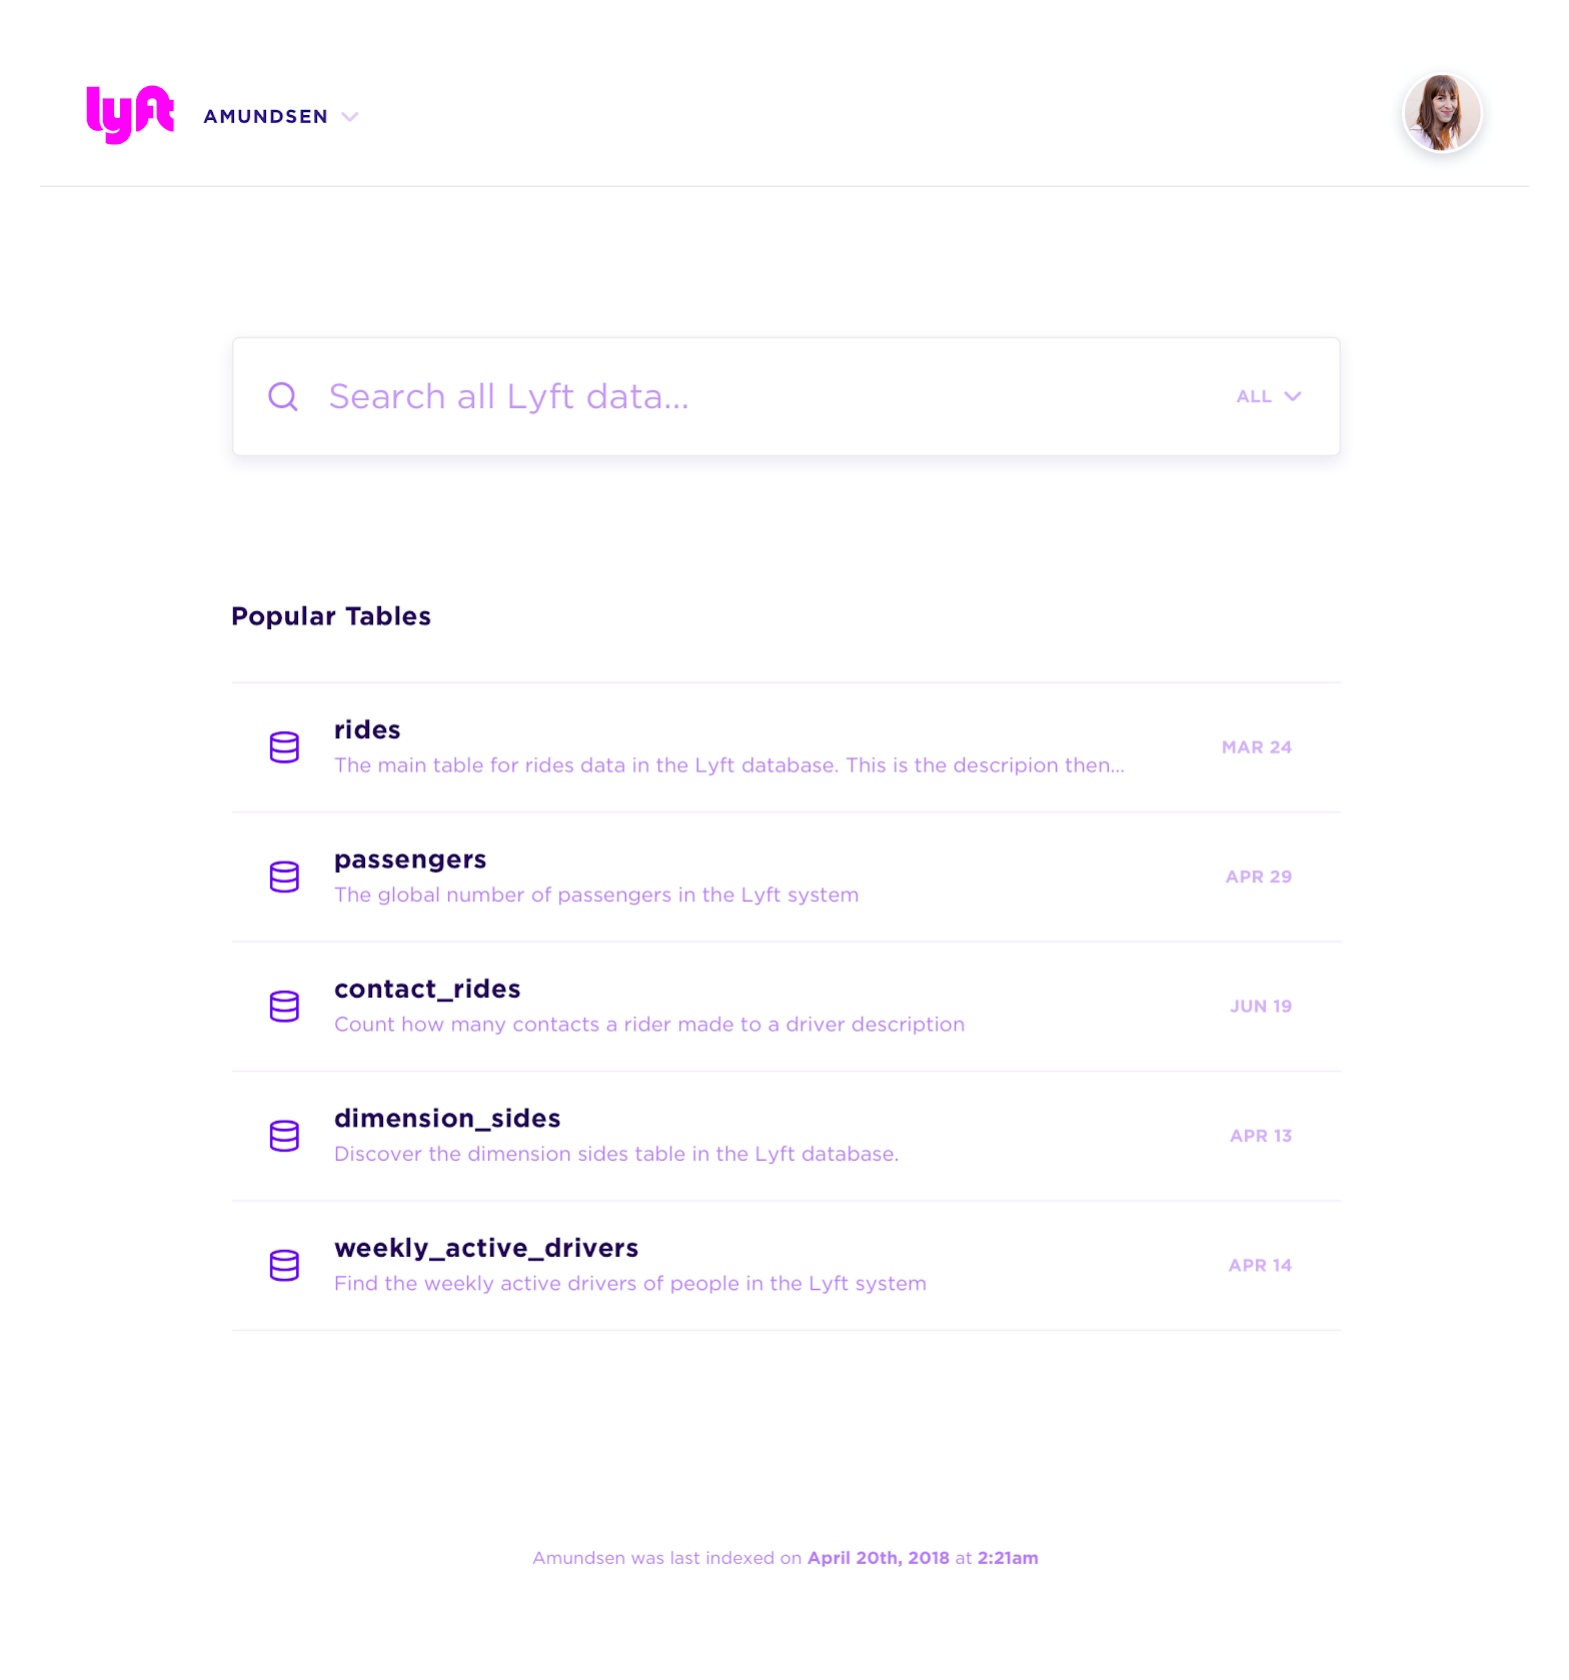 lyft AMUNDSEN
Search all Lyft data... ALL
Popular Tables
rides
The main table for rides data in the Lyft database. This is the descripion then... MAR 24
passengers
The global number of passengers in the Lyft system APR 29
contact_rides
Count how many contacts a rider made to a driver description JUN 19
dimension_sides
Discover the dimension sides table in the Lyft database. APR 13
weekly_active_drivers
Find the weekly active drivers of people in the Lyft system APR 14
Amundsen was last indexed on April 20th, 2018 at 2:21am